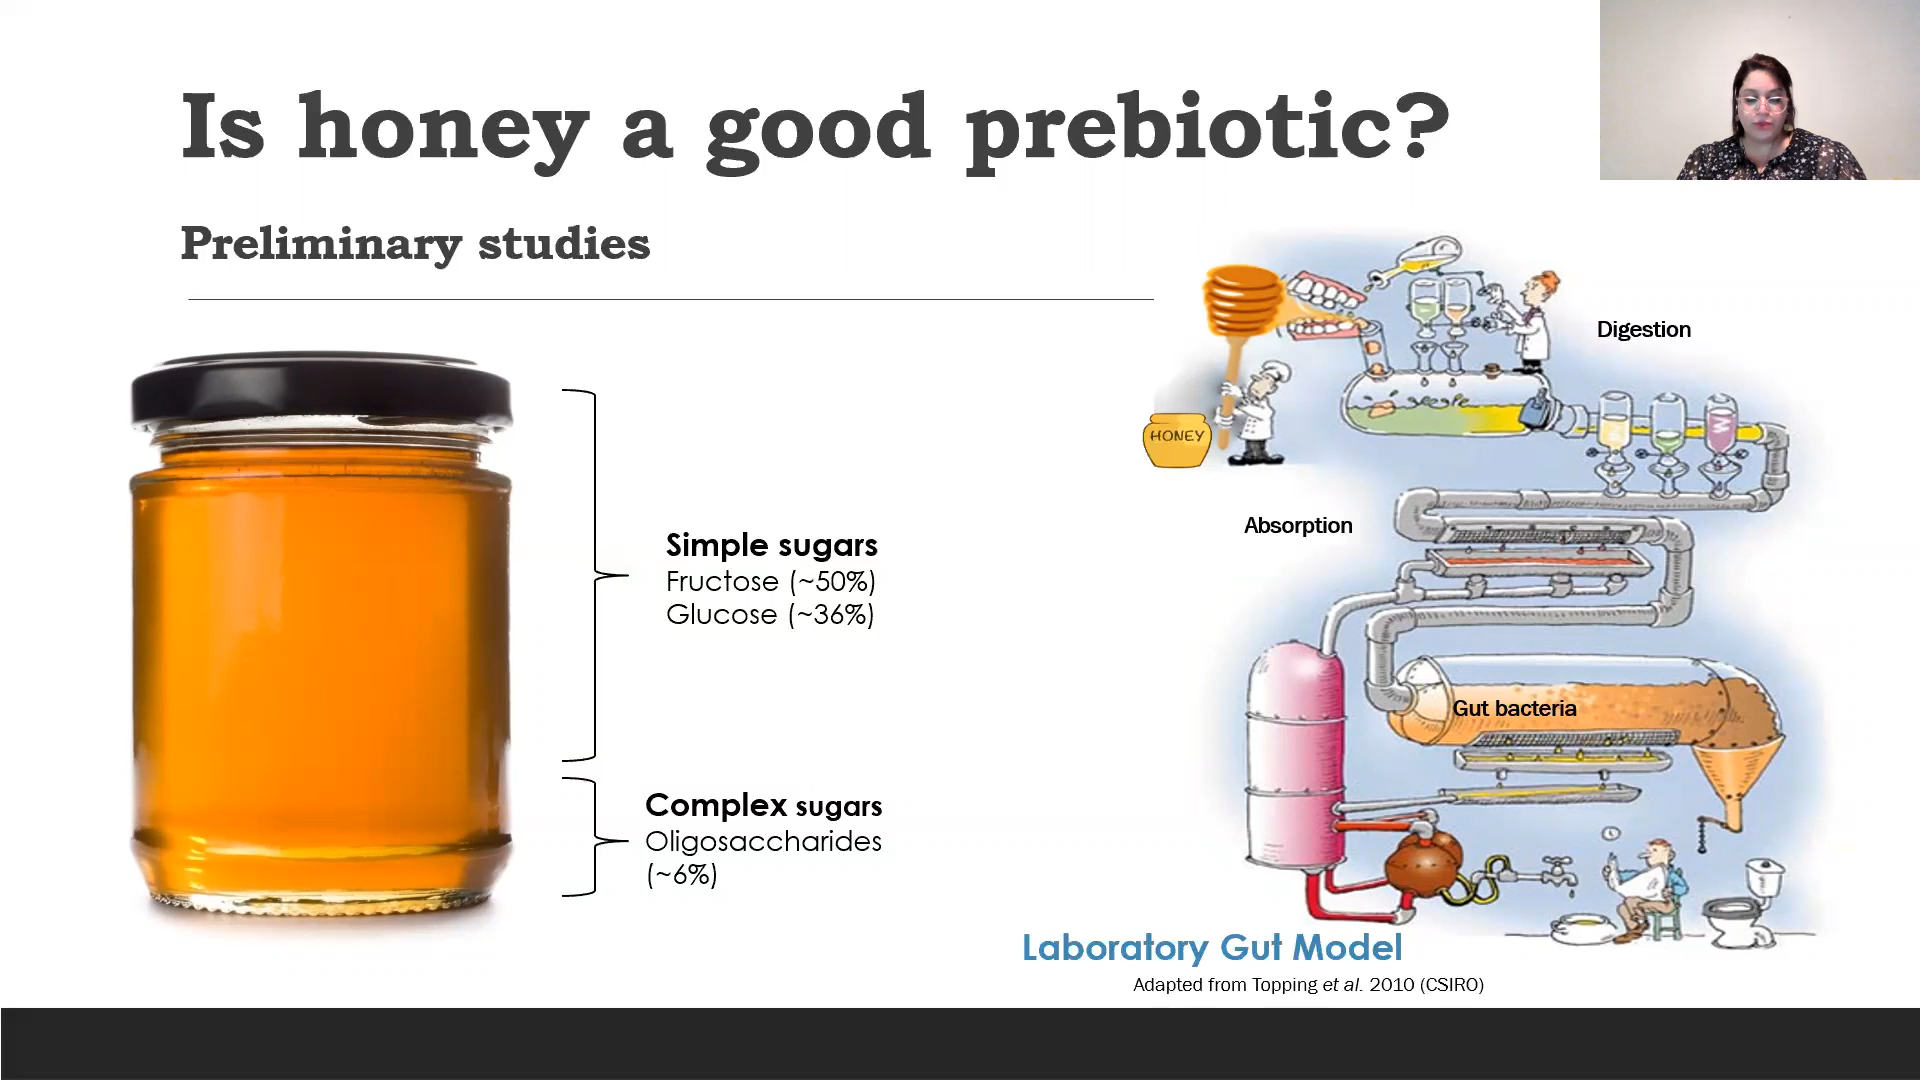 Is honey a good prebiotic?
Preliminary studies
Simple sugars
Fructose (~50%)
Glucose (~36%)
Complex sugars
Oligosaccharides
(~6%)
Digestion
HONEY
Absorption
Gut bacteria
Laboratory Gut Model
Adapted from Topping et al. 2010 (CSIRO)